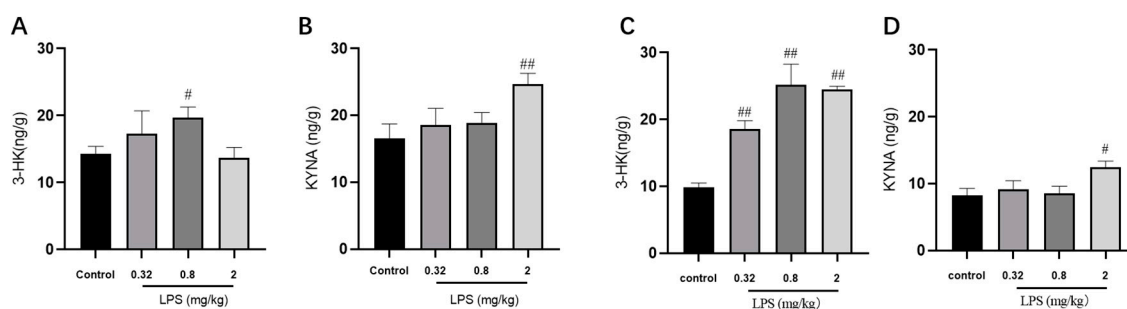 A
30
20
10
0
3-HK(ng/g)
#
Control
0.32
0.8
2
LPS (mg/kg)
B
30
20
10
0
KYNA (ng/g)
##
Control
0.32
0.8
2
LPS (mg/kg)
C
30
20
10
0
3-HK(ng/g)
##
##
##
control
0.32
0.8
2
LPS (mg/kg)
D
30
20
10
0
KYNA (ng/g)
#
Control
0.32
0.8
2
LPS (mg/kg)